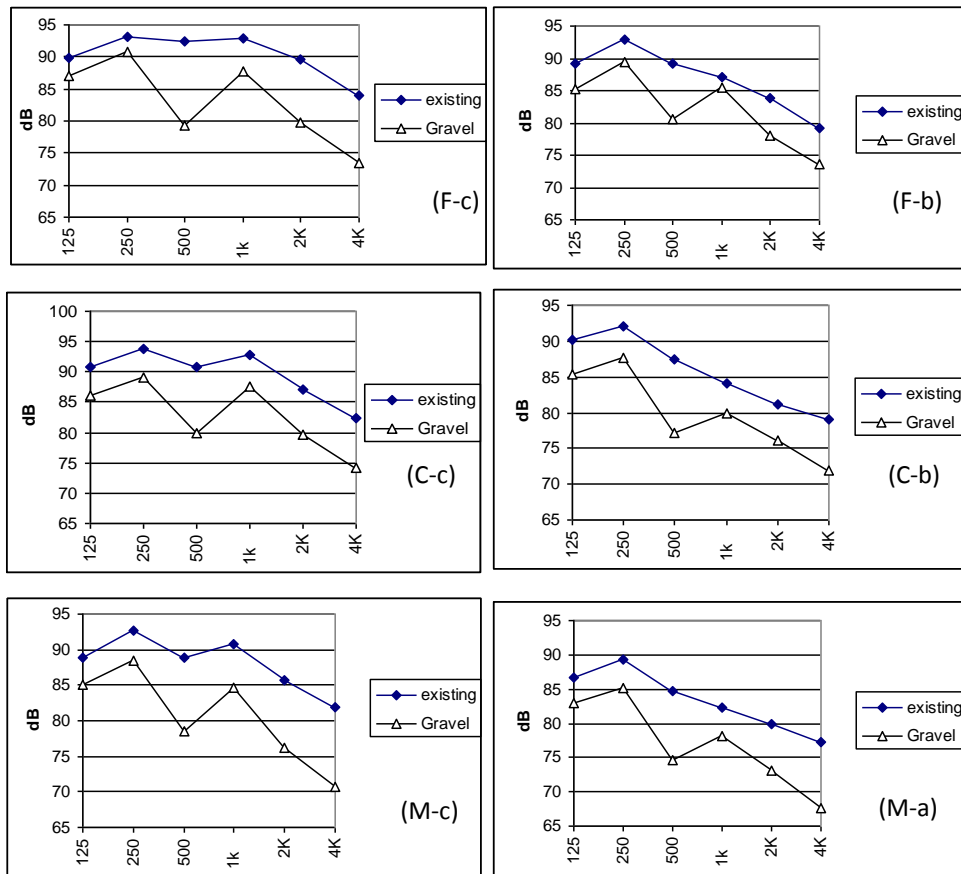 95
90
85
80
75
70
65
dB
125
250
500
1k
2K
4K
existing
Gravel
(F-c)
95
90
85
80
75
70
65
dB
125
250
500
1k
2K
4K
existing
Gravel
(F-b)
100
95
90
85
80
75
70
65
dB
125
250
500
1k
2K
4K
existing
Gravel
(C-c)
95
90
85
80
75
70
65
dB
125
250
500
1k
2K
4K
existing
Gravel
(C-b)
95
90
85
80
75
70
65
dB
125
250
500
1k
2K
4K
existing
Gravel
(M-c)
95
90
85
80
75
70
65
dB
125
250
500
1k
2K
4K
existing
Gravel
(M-a)